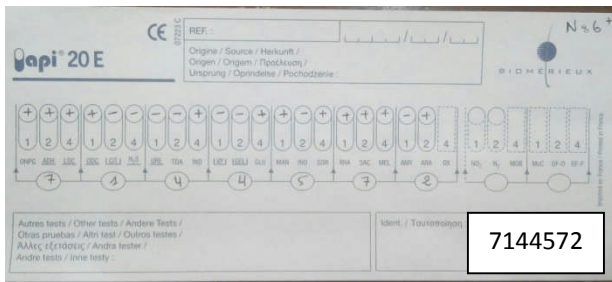 CE
07223 C
REF. :
N86+
api® 20 E
Origine / Source / Herkunft /
Origen / Origem / Προέλευση /
Ursprung / Oprindelse / Pochodzenie :
BIOMÉRIEUX
+ + + + - - - - + - - + + - + + + + - +
1 2 4 1 2 4 1 2 4 1 2 4 1 2 4 1 2 4 1 2 4 1 2 4 1 2 4
ONPG ADH LDC ODC |CIT| H2S URE TDA IND |VP| |GEL| GLU MAN INO SOR RHA SAC MEL AMY ARA OX NO2 N2 MOB McC OF-O OF-F
7 1 4 4 5 7 2
Autres tests / Other tests / Andere Tests /
Otras pruebas / Altri test / Outros testes /
Άλλες εξετάσεις / Andra tester /
Andre tests / inne testy :
Ident. / Ταυτοποίηση
7144572